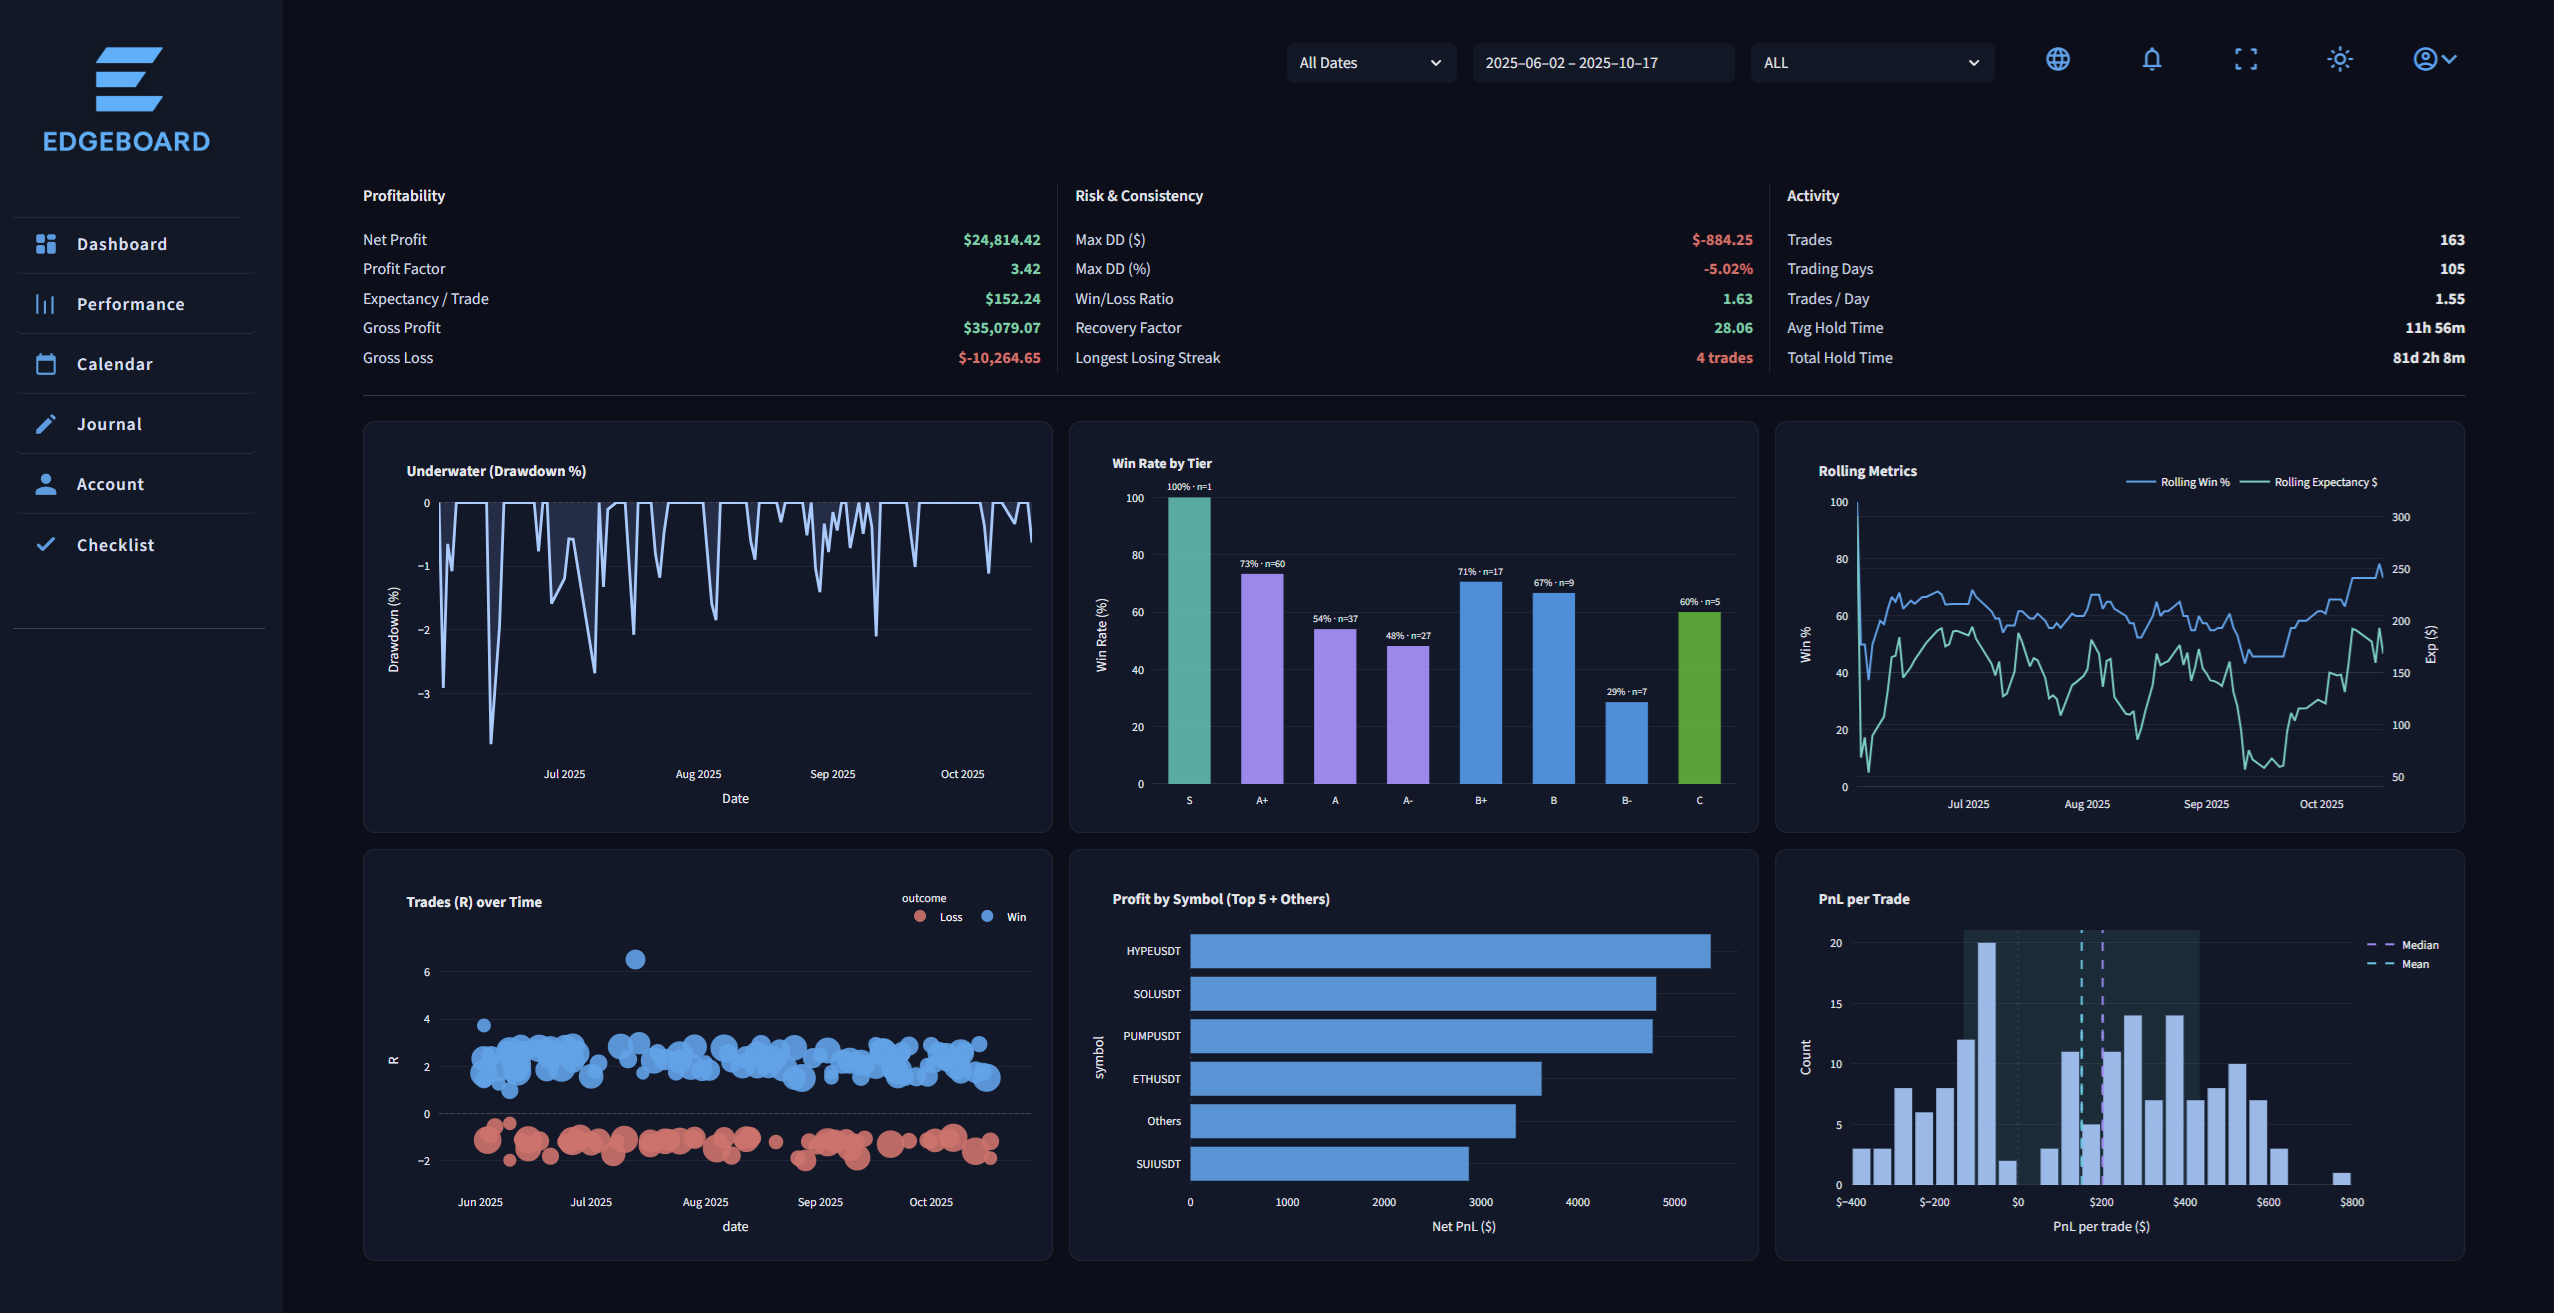 EDGEBOARD
Dashboard
Performance
Calendar
Journal
Account
Checklist
All Dates
2025–06–02 – 2025–10–17
ALL
Profitability
Net Profit $24,814.42
Profit Factor 3.42
Expectancy / Trade $152.24
Gross Profit $35,079.07
Gross Loss $-10,264.65
Risk & Consistency
Max DD ($) $-884.25
Max DD (%) -5.02%
Win/Loss Ratio 1.63
Recovery Factor 28.06
Longest Losing Streak 4 trades
Activity
Trades 163
Trading Days 105
Trades / Day 1.55
Avg Hold Time 11h 56m
Total Hold Time 81d 2h 8m
Underwater (Drawdown %)
Drawdown (%)
0
−1
−2
−3
Jul 2025 Aug 2025 Sep 2025 Oct 2025
Date
Win Rate by Tier
Win Rate (%)
100
80
60
40
20
0
100% · n=1
73% · n=60
54% · n=37
48% · n=27
71% · n=17
67% · n=9
29% · n=7
60% · n=5
S A+ A A- B+ B B- C
Rolling Metrics
Rolling Win % Rolling Expectancy $
Win %
100
80
60
40
20
0
300
250
200
150
100
50
Exp ($)
Jul 2025 Aug 2025 Sep 2025 Oct 2025
Trades (R) over Time
outcome
Loss Win
R
6
4
2
0
−2
Jun 2025 Jul 2025 Aug 2025 Sep 2025 Oct 2025
date
Profit by Symbol (Top 5 + Others)
symbol
HYPEUSDT
SOLUSDT
PUMPUSDT
ETHUSDT
Others
SUIUSDT
0 1000 2000 3000 4000 5000
Net PnL ($)
PnL per Trade
Median
Mean
Count
20
15
10
5
0
$−400 $−200 $0 $200 $400 $600 $800
PnL per trade ($)